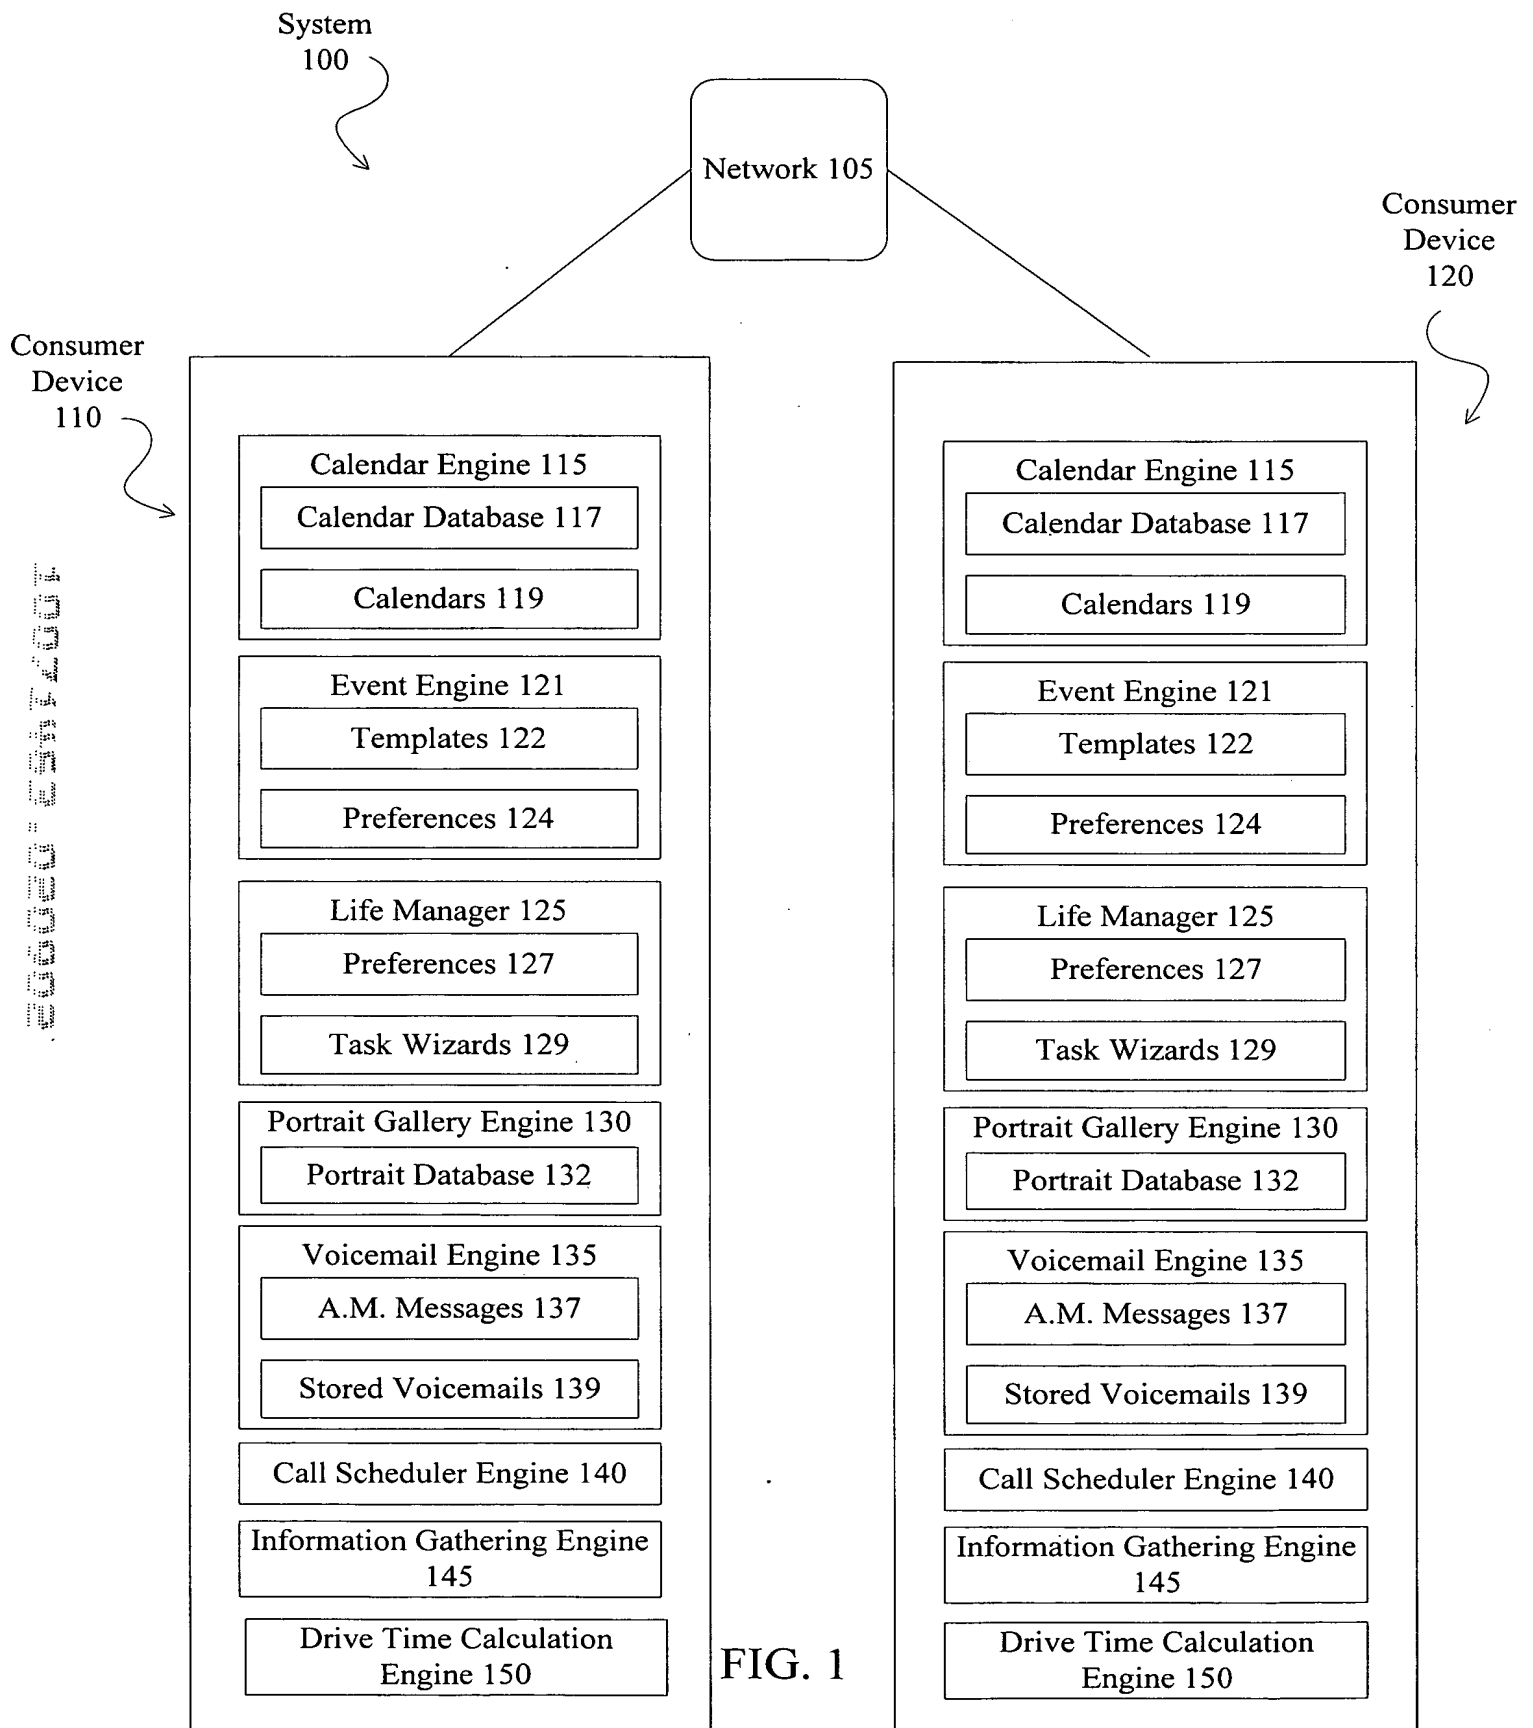 System
100
Network 105
Consumer
Device
120
Consumer
Device
110
Calendar Engine 115
Calendar Database 117
Calendars 119
Event Engine 121
Templates 122
Preferences 124
Life Manager 125
Preferences 127
Task Wizards 129
Portrait Gallery Engine 130
Portrait Database 132
Voicemail Engine 135
A.M. Messages 137
Stored Voicemails 139
Call Scheduler Engine 140
Information Gathering Engine
145
Drive Time Calculation
Engine 150
Calendar Engine 115
Calendar Database 117
Calendars 119
Event Engine 121
Templates 122
Preferences 124
Life Manager 125
Preferences 127
Task Wizards 129
Portrait Gallery Engine 130
Portrait Database 132
Voicemail Engine 135
A.M. Messages 137
Stored Voicemails 139
Call Scheduler Engine 140
Information Gathering Engine
145
Drive Time Calculation
Engine 150
FIG. 1